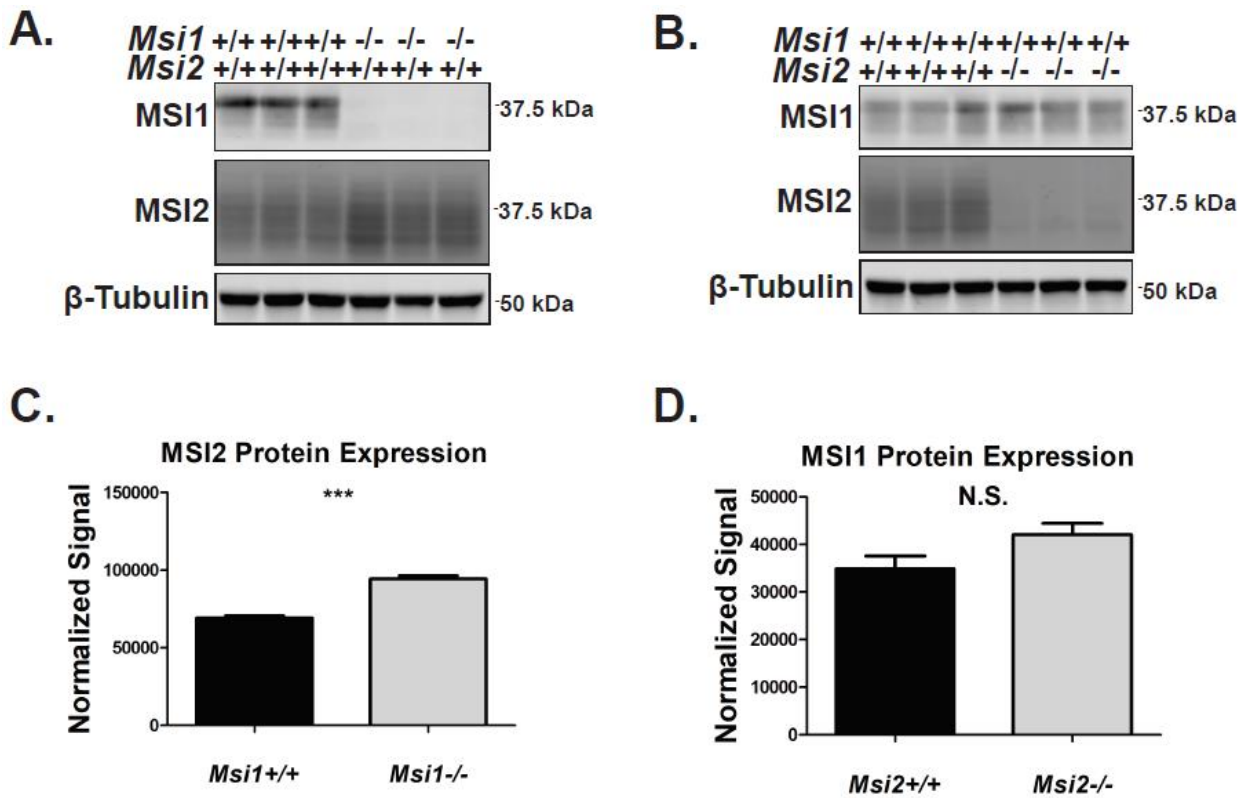 A.
Msi1 +/+ +/+ +/+ -/- -/- -/-
Msi2 +/+ +/+ +/+ +/+ +/+ +/+
MSI1 -37.5 kDa
MSI2 -37.5 kDa
β-Tubulin -50 kDa
B.
Msi1 +/+ +/+ +/+ +/+ +/+ +/+
Msi2 +/+ +/+ +/+ -/- -/- -/-
MSI1 -37.5 kDa
MSI2 -37.5 kDa
β-Tubulin -50 kDa
C.
MSI2 Protein Expression
***
Normalized Signal
150000
100000
50000
0
Msi1+/+ Msi1-/-
D.
MSI1 Protein Expression
N.S.
Normalized Signal
50000
40000
30000
20000
10000
0
Msi2+/+ Msi2-/-